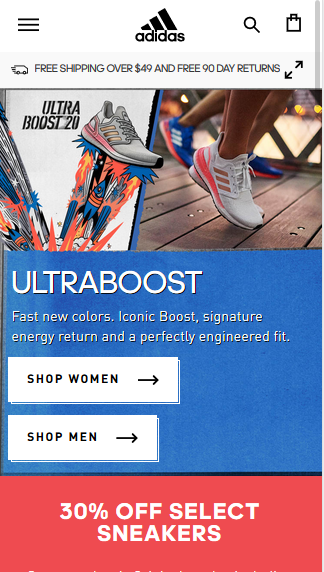 adidas
FREE SHIPPING OVER $49 AND FREE 90 DAY RETURNS
ULTRA
BOOST 20
ULTRABOOST
Fast new colors. Iconic Boost, signature
energy return and a perfectly engineered fit.
SHOP WOMEN
SHOP MEN
30% OFF SELECT
SNEAKERS